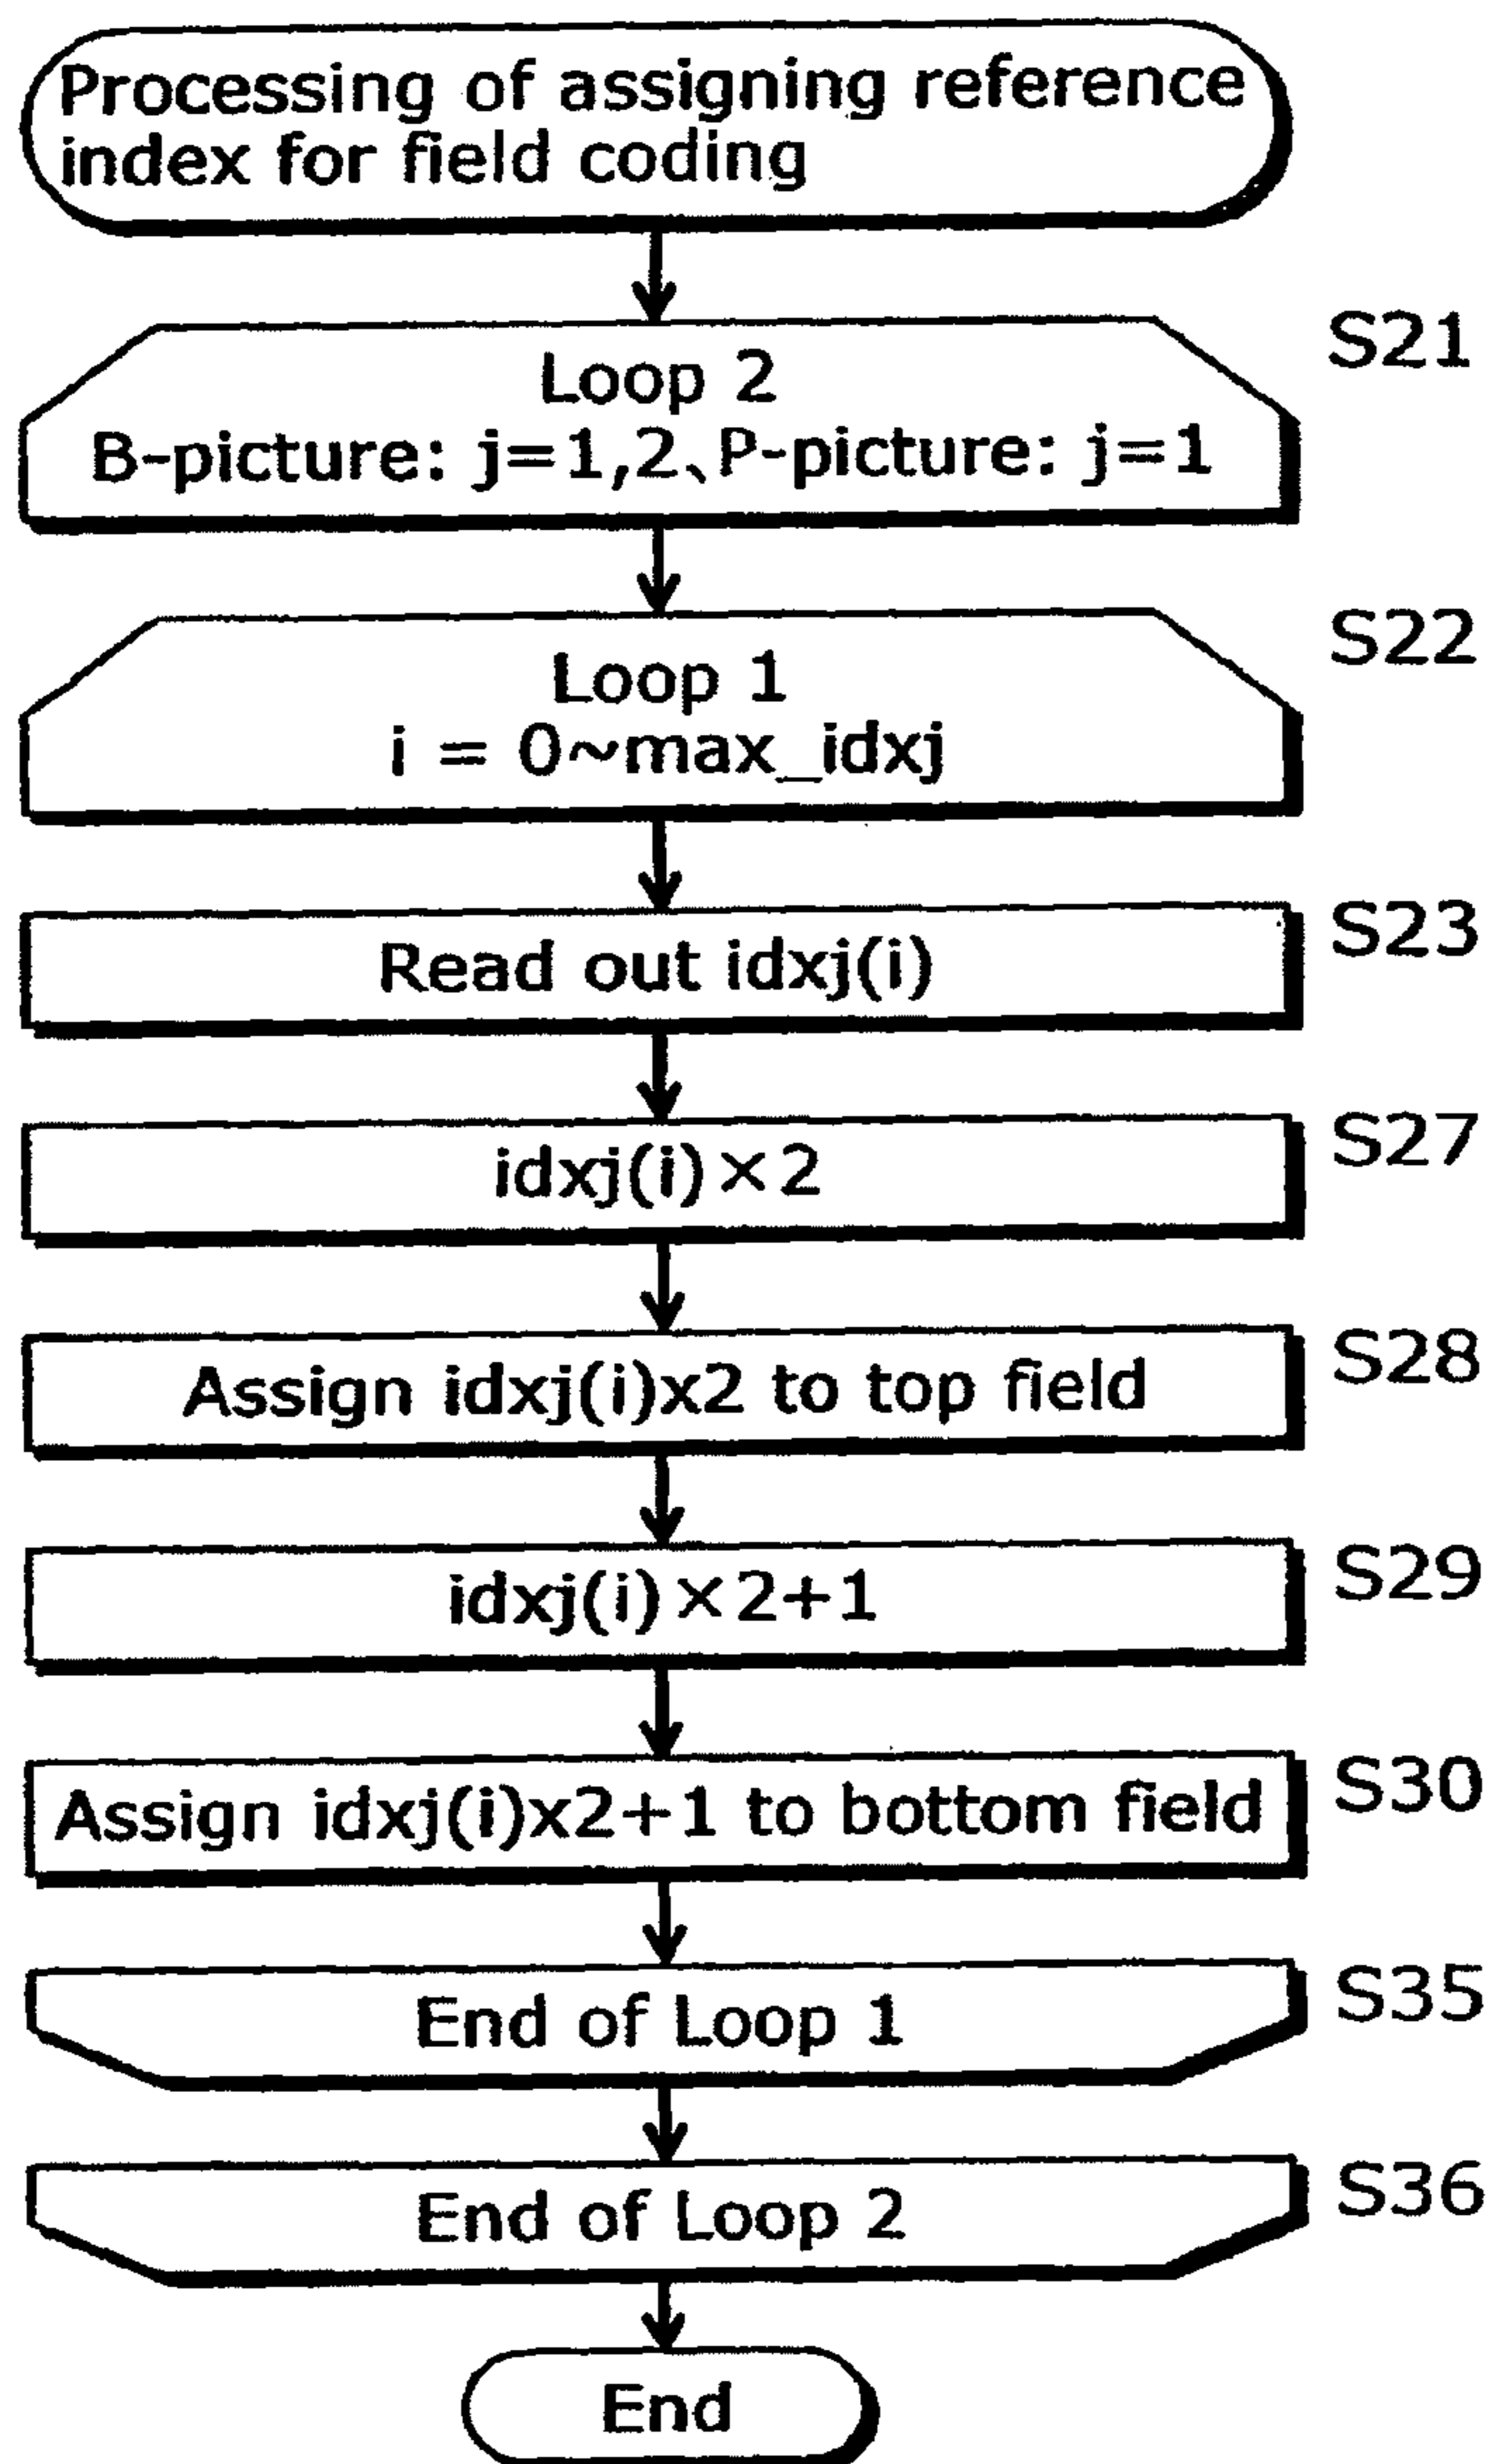 Processing of assigning reference
index for field coding
S21
Loop 2
B-picture: j=1,2、P-picture: j=1
S22
Loop 1
i = 0~max_idxj
S23
Read out idxj(i)
S27
idxj(i)×2
S28
Assign idxj(i)x2 to top field
S29
idxj(i)×2+1
S30
Assign idxj(i)x2+1 to bottom field
S35
End of Loop 1
S36
End of Loop 2
End